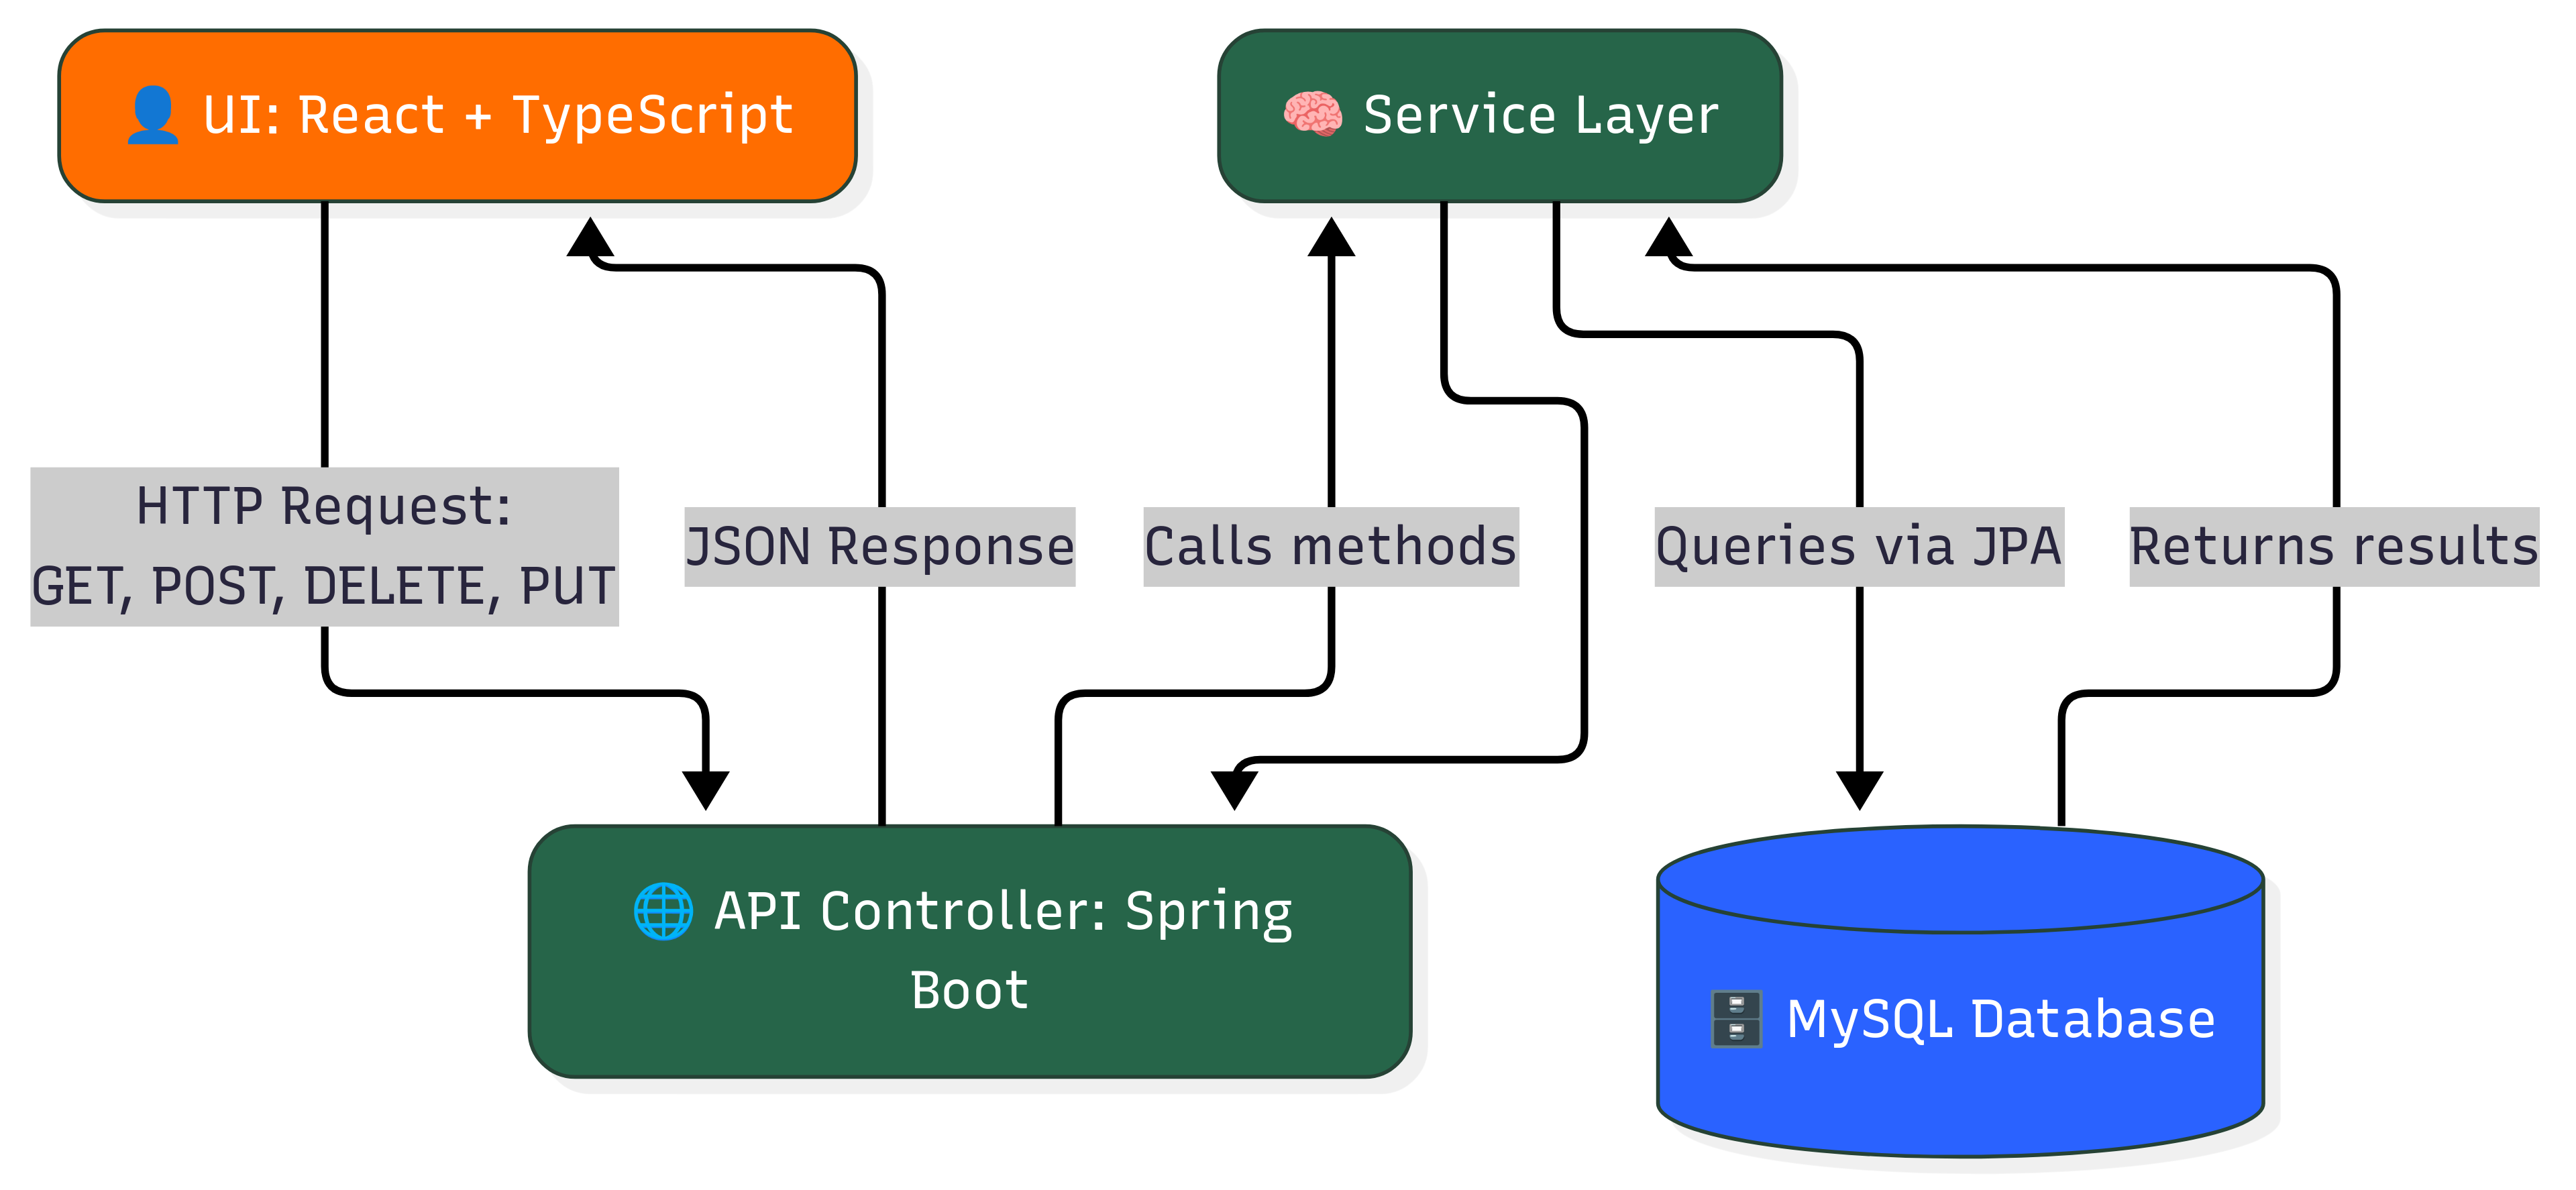 UI: React + TypeScript
Service Layer
HTTP Request:
GET, POST, DELETE, PUT
JSON Response
Calls methods
Queries via JPA
Returns results
API Controller: Spring
Boot
MySQL Database